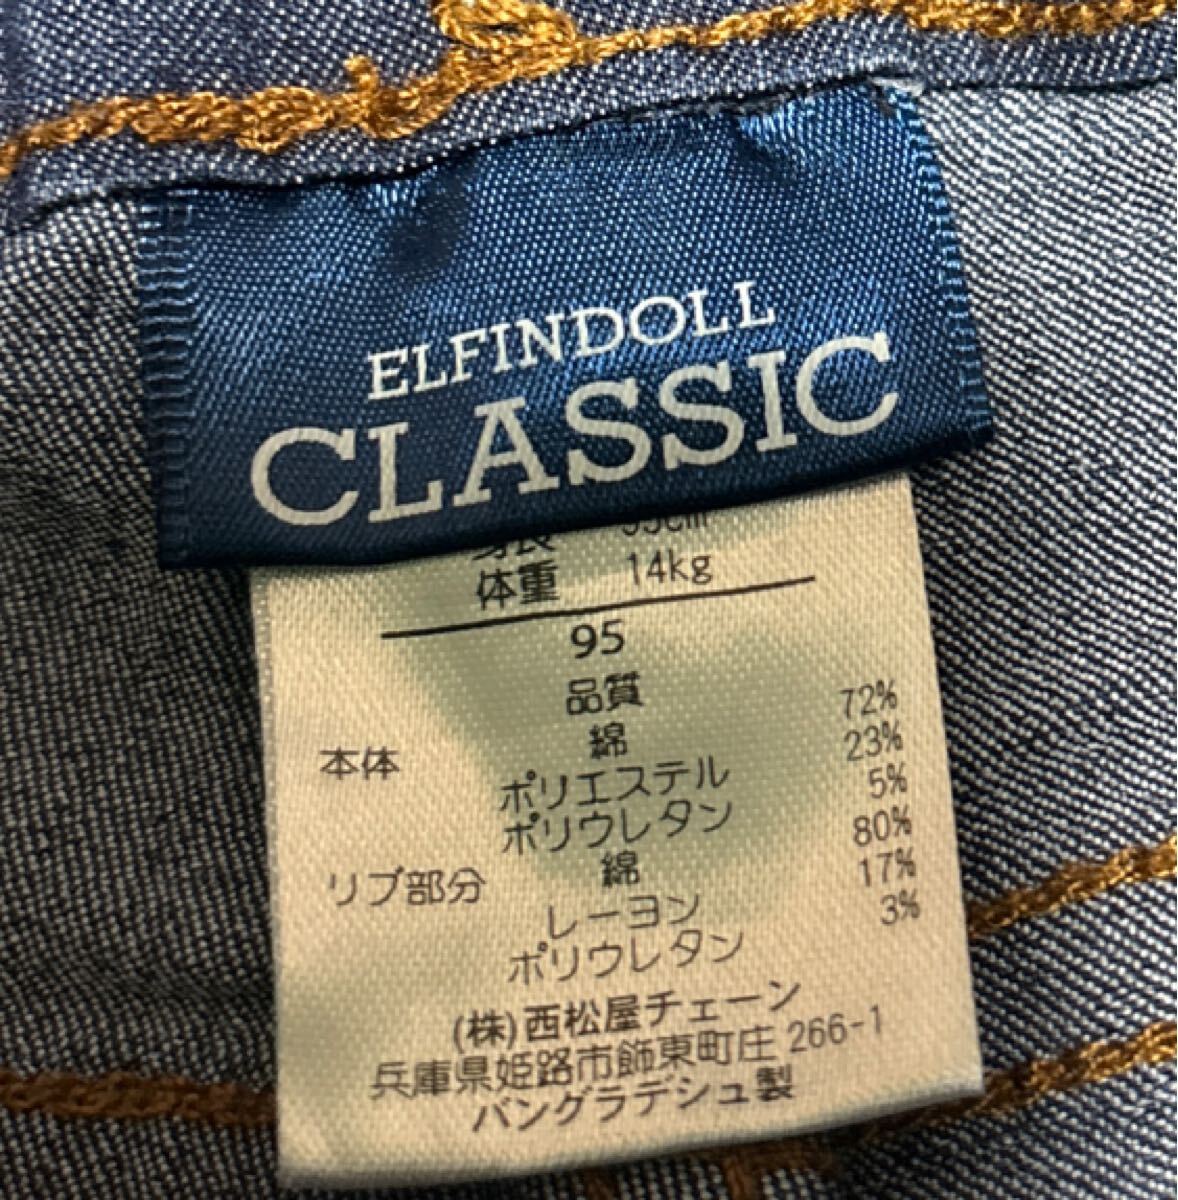 ELFINDOLL
CLASSIC
身長 95cm
体重 14kg
95
品質
本体 綿 72%
ポリエステル 23%
ポリウレタン 5%
リブ部分 綿 80%
レーヨン 17%
ポリウレタン 3%
(株)西松屋チェーン
兵庫県姫路市飾東町庄 266-1
バングラデシュ製